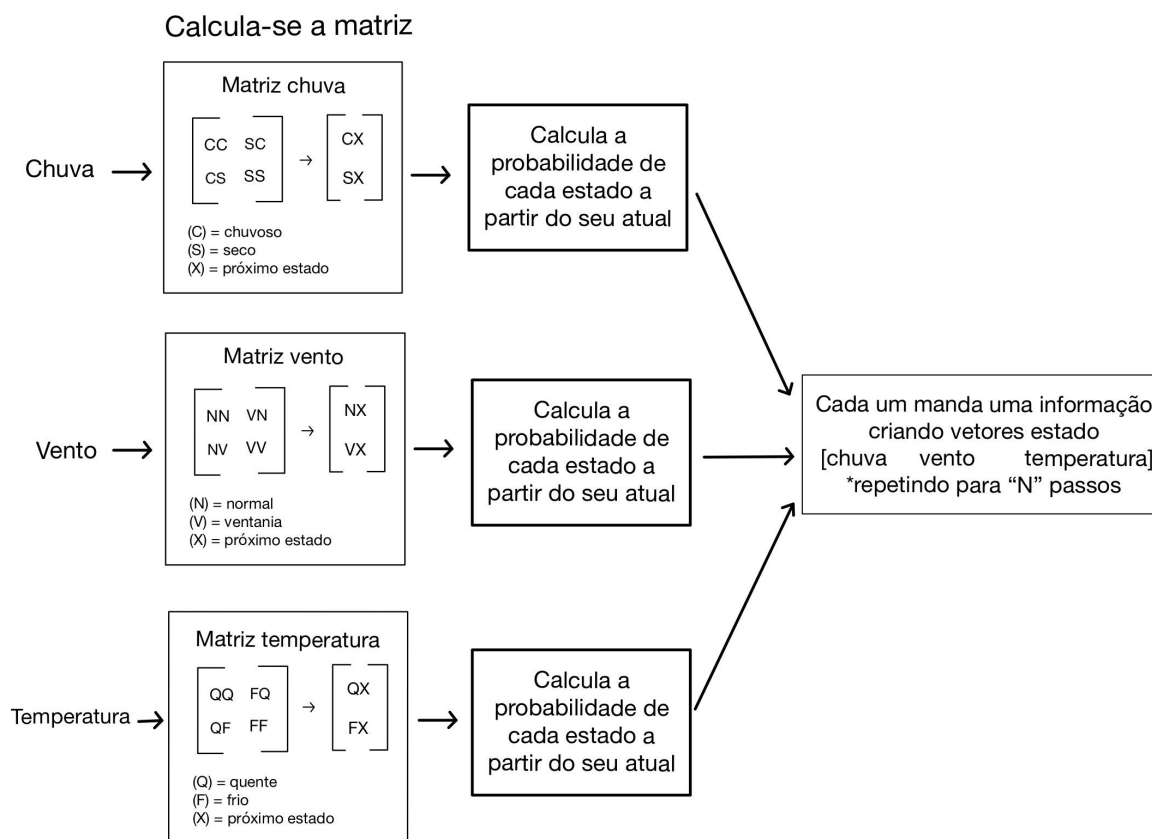 Calcula-se a matriz
Chuva
Matriz chuva
CC SC
CS SS
→
CX
SX
(C) = chuvoso
(S) = seco
(X) = próximo estado
Calcula a
probabilidade de
cada estado a
partir do seu atual
Vento
Matriz vento
NN VN
NV VV
→
NX
VX
(N) = normal
(V) = ventania
(X) = próximo estado
Calcula a
probabilidade de
cada estado a
partir do seu atual
Temperatura
Matriz temperatura
QQ FQ
QF FF
→
QX
FX
(Q) = quente
(F) = frio
(X) = próximo estado
Calcula a
probabilidade de
cada estado a
partir do seu atual
Cada um manda uma informação
criando vetores estado
[chuva vento temperatura]
*repetindo para “N” passos